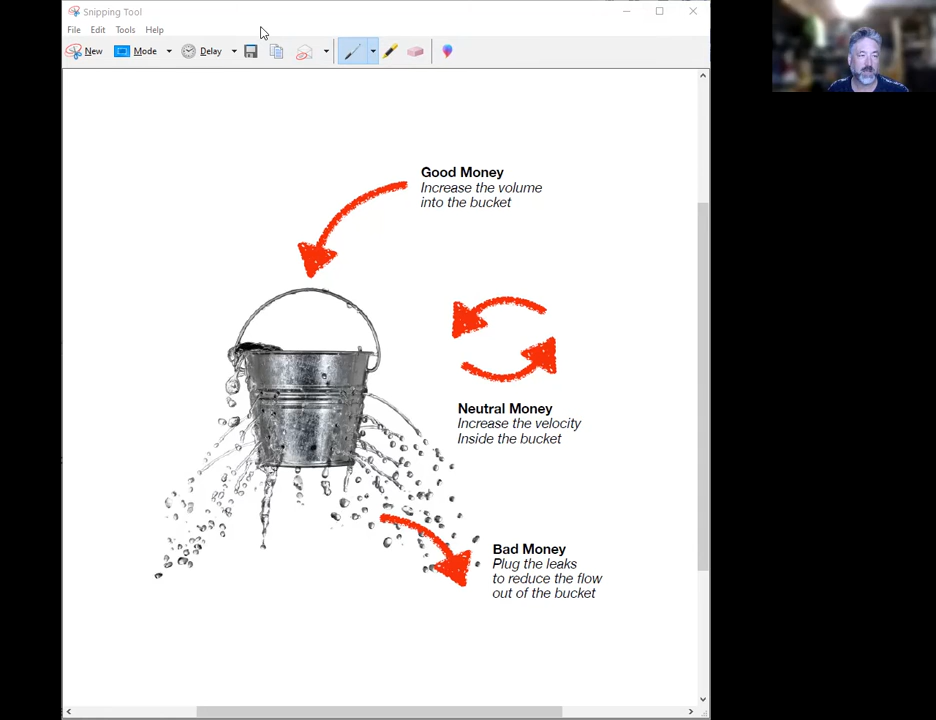 Snipping Tool
File Edit Tools Help
New Mode Delay
Good Money
Increase the volume
into the bucket
Neutral Money
Increase the velocity
Inside the bucket
Bad Money
Plug the leaks
to reduce the flow
out of the bucket